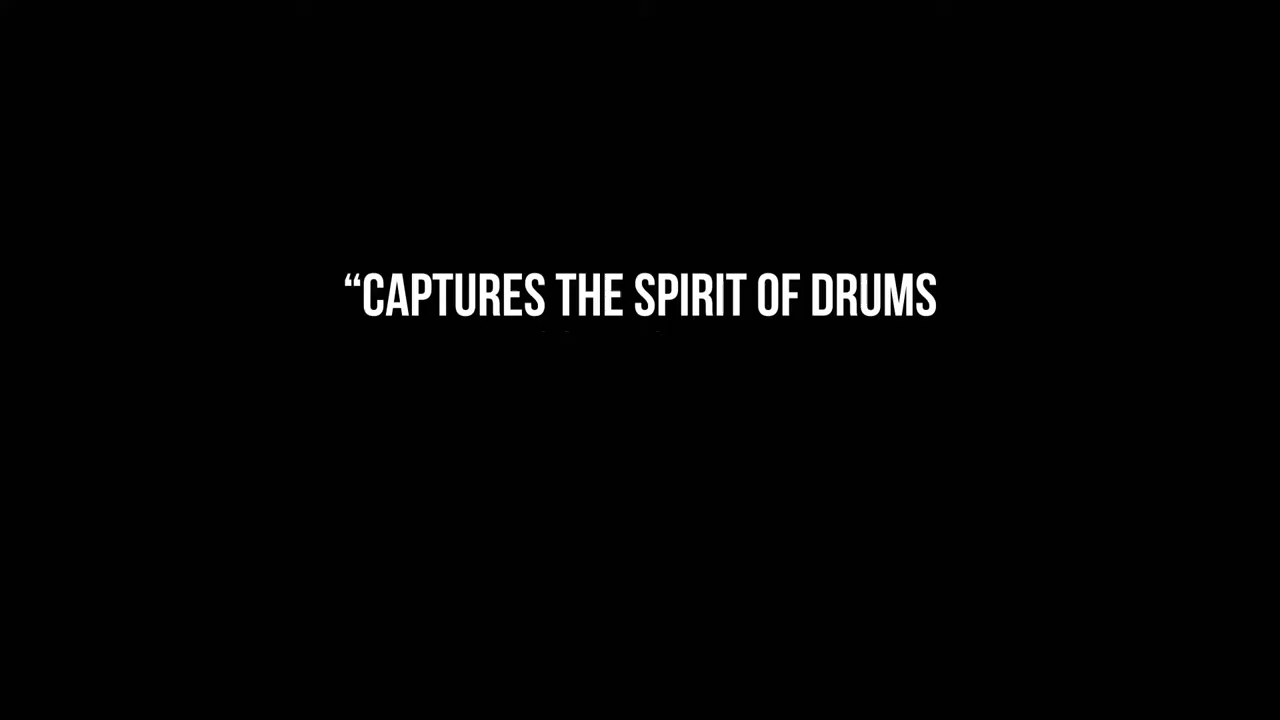 “CAPTURES THE SPIRIT OF DRUMS